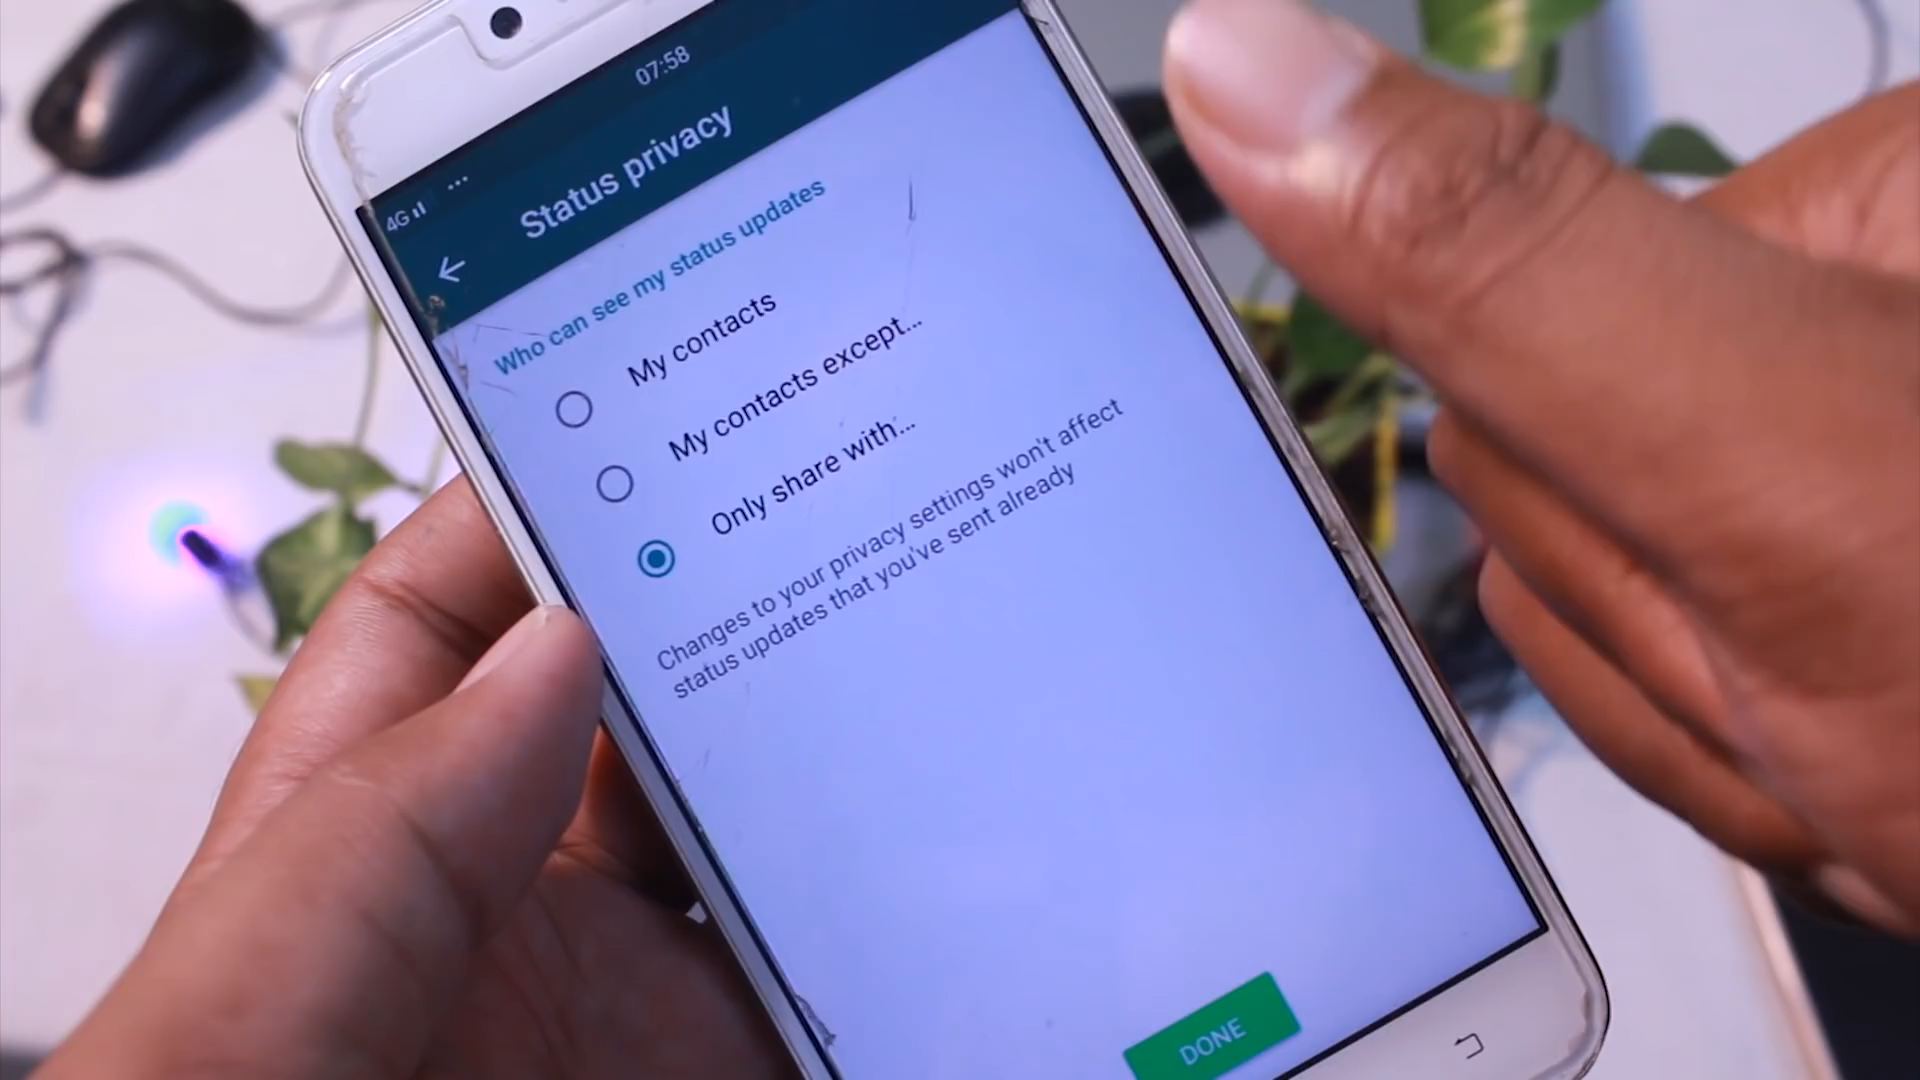 4G
...
07:58
Status privacy
Who can see my status updates
My contacts
My contacts except...
Only share with...
Changes to your privacy settings won't affect
status updates that you've sent already
DONE